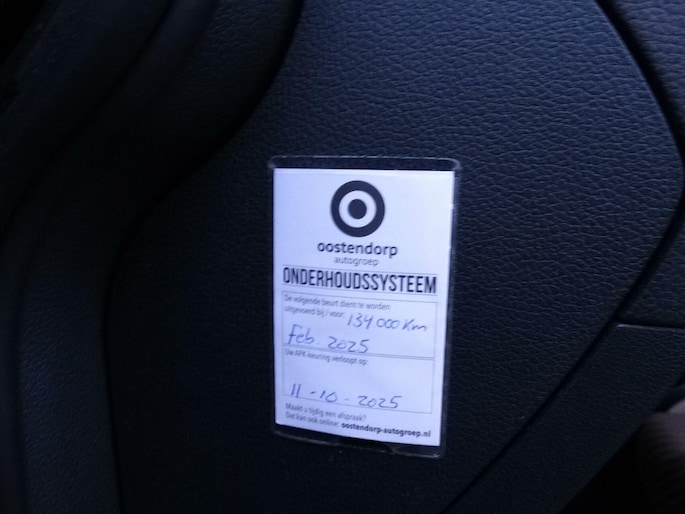 oostendorp
autogroep
ONDERHOUDSSYSTEEM
De volgende beurt dient te worden
uitgevoerd bij / voor: 134.000 Km
feb. 2025
Uw APK keuring verloopt op:
11-10-2025
Maakt u tijdig een afspraak?
Dat kan ook online: oostendorp-autogroep.nl